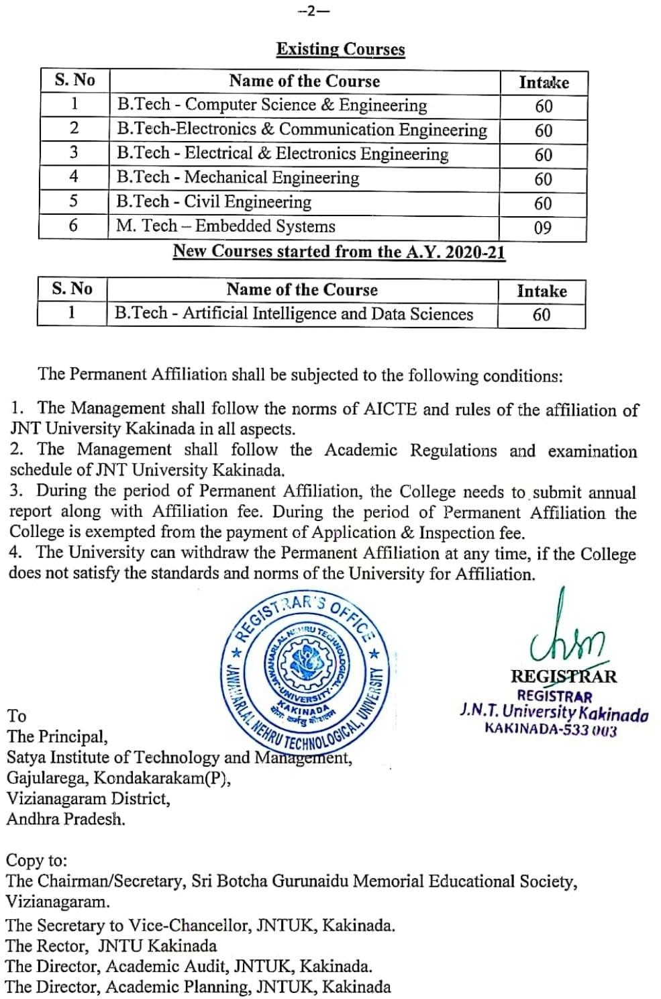 --2—
Existing Courses
S. No Name of the Course Intake
1 B.Tech - Computer Science & Engineering 60
2 B.Tech-Electronics & Communication Engineering 60
3 B.Tech - Electrical & Electronics Engineering 60
4 B.Tech - Mechanical Engineering 60
5 B.Tech - Civil Engineering 60
6 M. Tech – Embedded Systems 09
New Courses started from the A.Y. 2020-21
S. No Name of the Course Intake
1 B.Tech - Artificial Intelligence and Data Sciences 60
The Permanent Affiliation shall be subjected to the following conditions:
1. The Management shall follow the norms of AICTE and rules of the affiliation of
JNT University Kakinada in all aspects.
2. The Management shall follow the Academic Regulations and examination
schedule of JNT University Kakinada.
3. During the period of Permanent Affiliation, the College needs to submit annual
report along with Affiliation fee. During the period of Permanent Affiliation the
College is exempted from the payment of Application & Inspection fee.
4. The University can withdraw the Permanent Affiliation at any time, if the College
does not satisfy the standards and norms of the University for Affiliation.
★ REGISTRAR'S OFFICE ★
JAWAHARLAL NEHRU TECHNOLOGICAL UNIVERSITY
JAWAHARLAL NEHRU TECHNOLOGICAL
UNIVERSITY
KAKINADA
योगः कर्मसु कौशलम्
REGISTRAR
REGISTRAR
J.N.T. University Kakinada
KAKINADA-533 003
To
The Principal,
Satya Institute of Technology and Management,
Gajularega, Kondakarakam(P),
Vizianagaram District,
Andhra Pradesh.
Copy to:
The Chairman/Secretary, Sri Botcha Gurunaidu Memorial Educational Society,
Vizianagaram.
The Secretary to Vice-Chancellor, JNTUK, Kakinada.
The Rector, JNTU Kakinada
The Director, Academic Audit, JNTUK, Kakinada.
The Director, Academic Planning, JNTUK, Kakinada